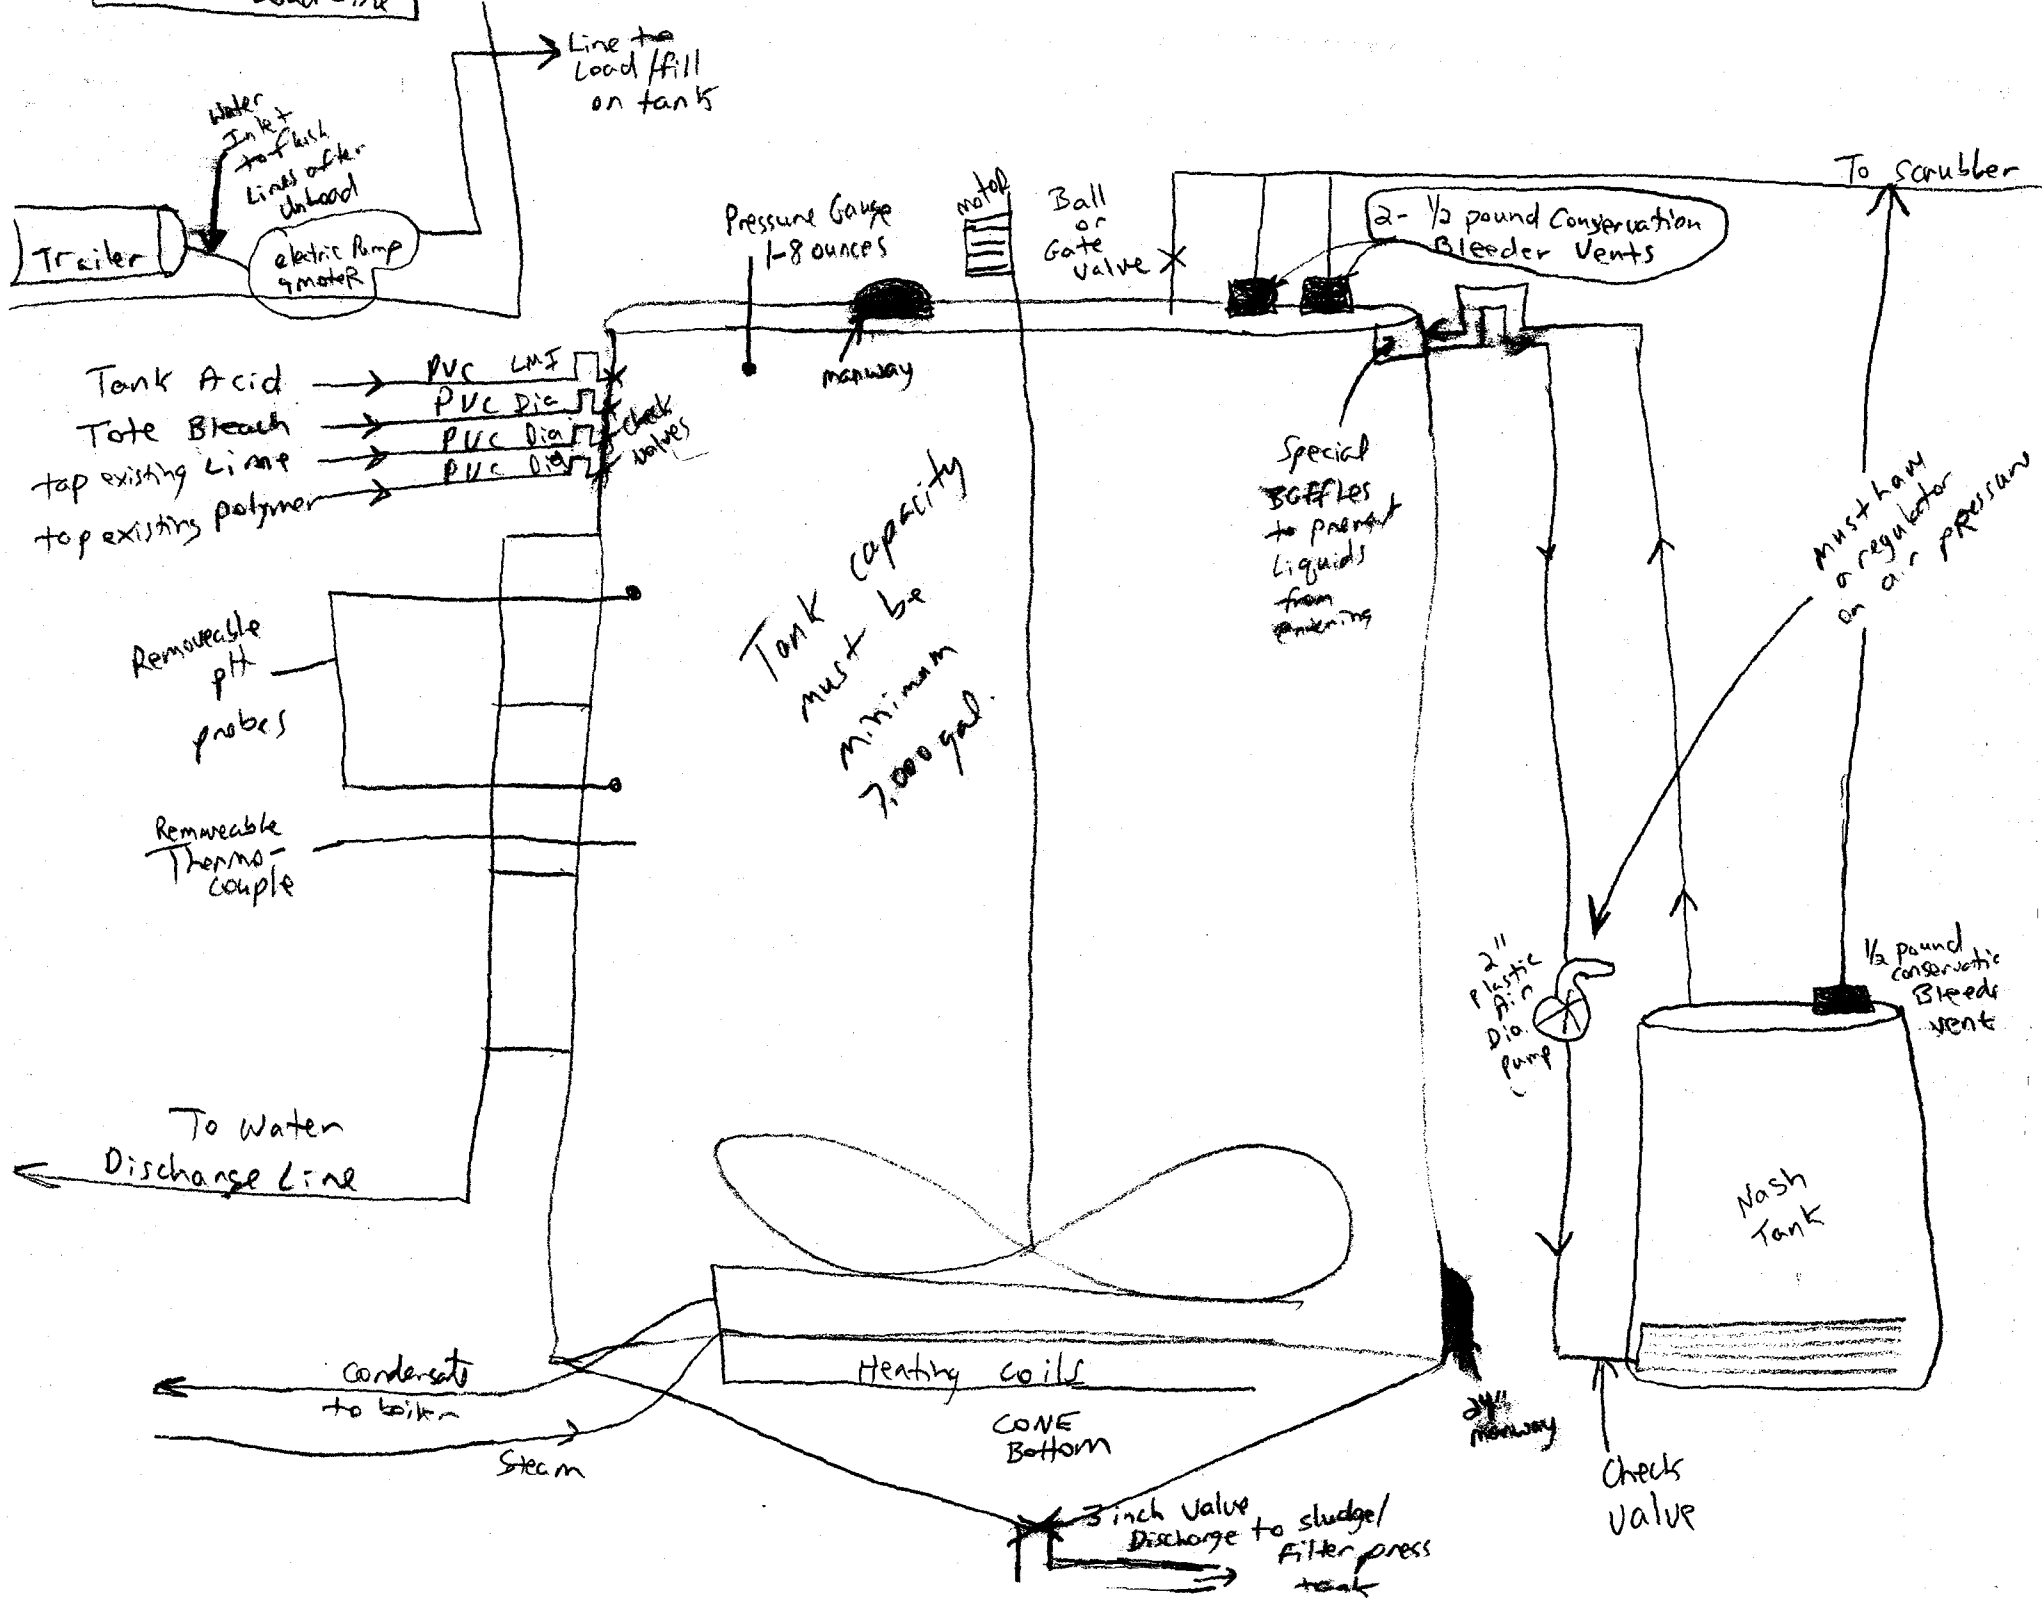 Line to
Load/fill
on tank
Water
Inlet
to flush
Lines after
Unload
Trailer
electric Pump
& moteR
Pressure Gauge
1-8 ounces
motor
Ball
or
Gate
Valve
To scrubber
2- 1/2 pound Conservation
Bleeder Vents
manway
Tank Acid
PVC LMI
Tote Bleach
PVC Dia
tap existing Lime
PVC Dia
tap existing polymer
PVC Dia
check
valves
Special
Baffles
to prevent
Liquids
from
entering
Tank capacity
must be
minimum
7,000 gal.
must have
a regulator
on air pressure
Removeable
pH
probes
Removeable
Thermo-
couple
2"
Plastic
Air
Dia.
pump
1/2 pound
conservatic
Bleede
vent
To Water
Discharge Line
Nash
Tank
Condensate
to boiler
Steam
Heating coils
CONE
Bottom
24"
manway
Check
Valve
3 inch Valve
Discharge to sludge/
Filter press
tank